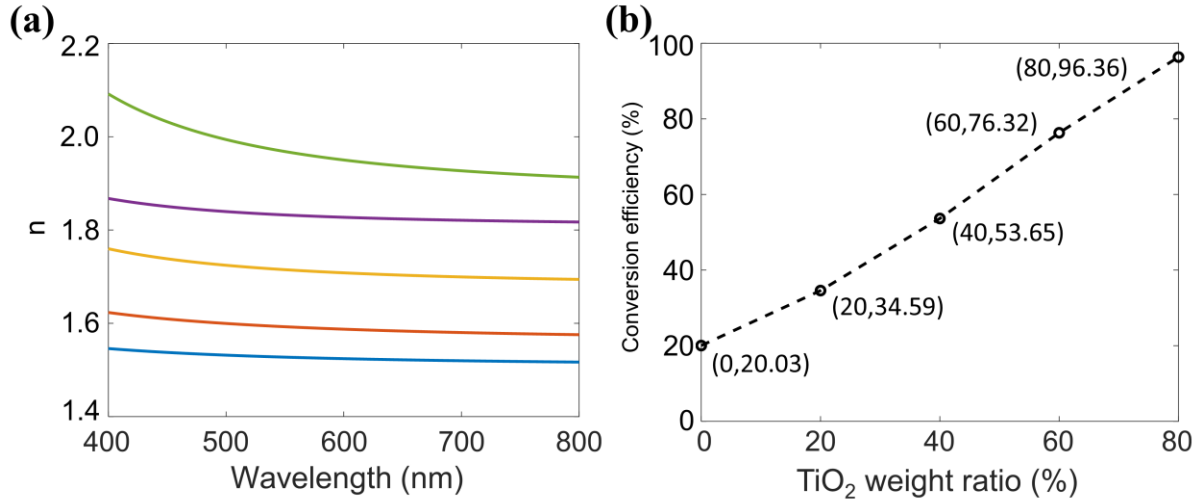 (a)
2.2
2.0
1.8
1.6
1.4
n
400 500 600 700 800
Wavelength (nm)
(b)
100
80
60
40
20
0
Conversion efficiency (%)
(80,96.36)
(60,76.32)
(40,53.65)
(20,34.59)
(0,20.03)
0 20 40 60 80
TiO₂ weight ratio (%)